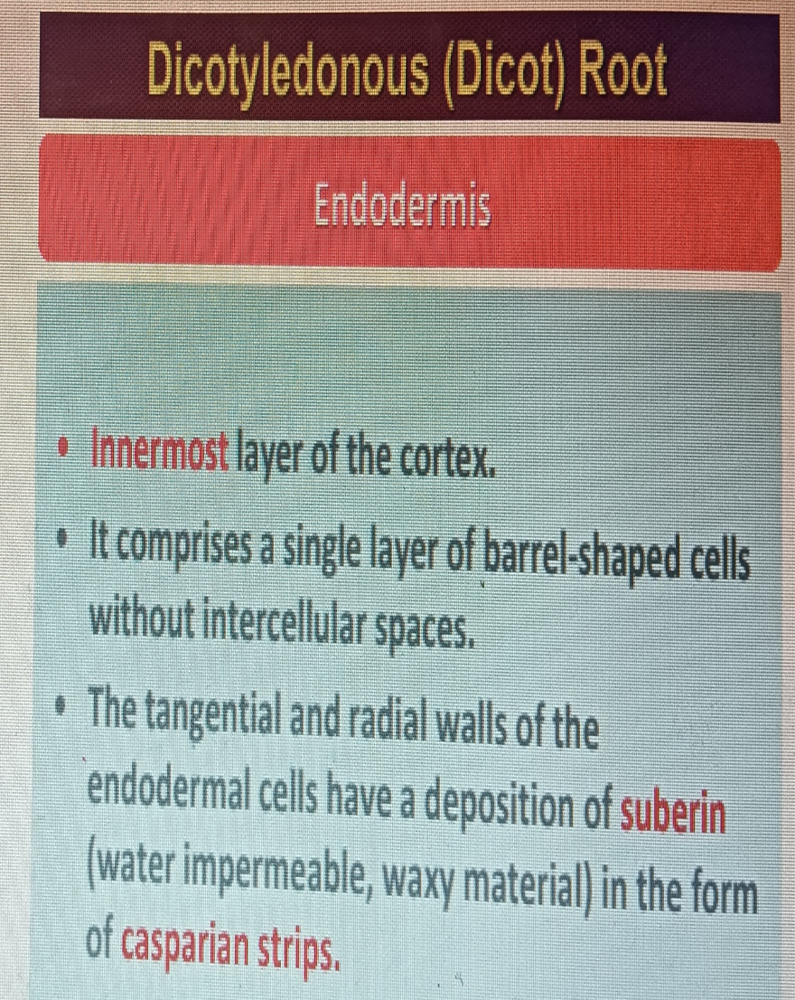 Dicotyledonous (Dicot) Root
Endodermis
• Innermost layer of the cortex.
• It comprises a single layer of barrel-shaped cells
without intercellular spaces.
• The tangential and radial walls of the
endodermal cells have a deposition of suberin
(water impermeable, waxy material) in the form
of casparian strips.